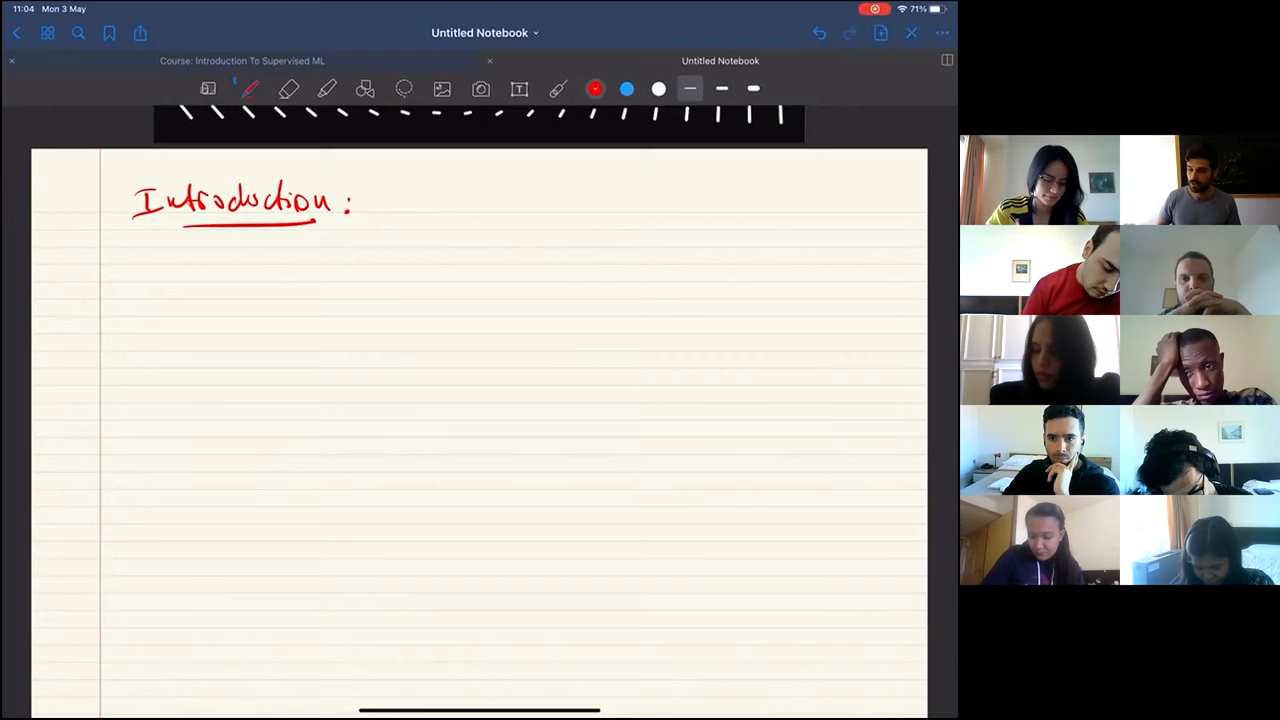 11:04 Mon 3 May
71%
Untitled Notebook
Course: Introduction To Supervised ML
Untitled Notebook
T
Introduction: